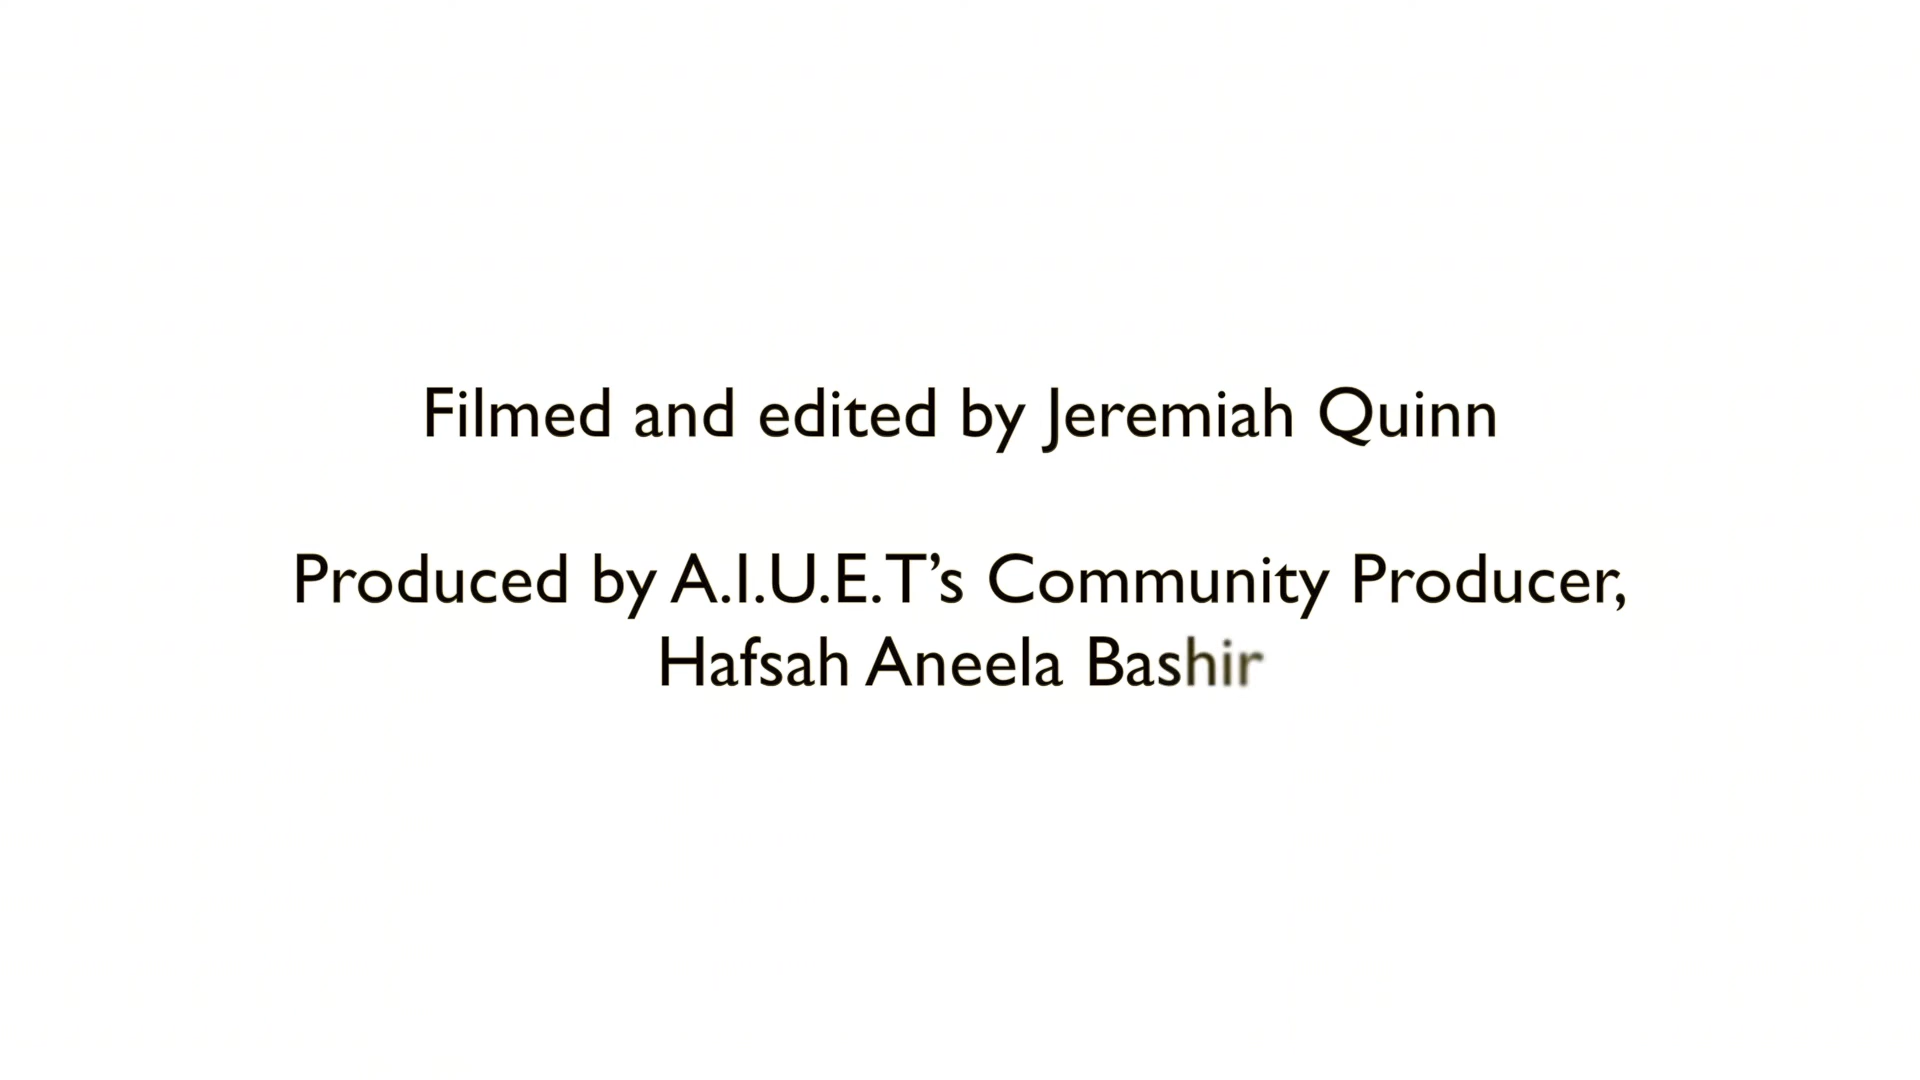 Filmed and edited by Jeremiah Quinn
Produced by A.I.U.E.T’s Community Producer,
Hafsah Aneela Bashir